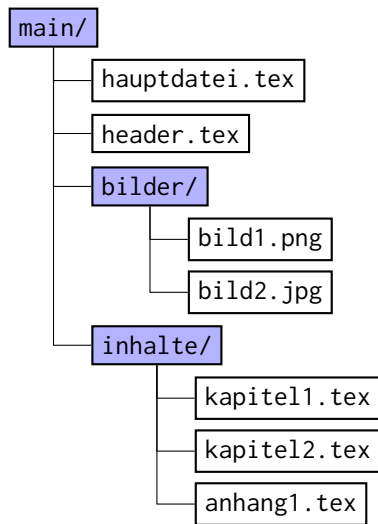 main/
hauptdatei.tex
header.tex
bilder/
bild1.png
bild2.jpg
inhalte/
kapitel1.tex
kapitel2.tex
anhang1.tex